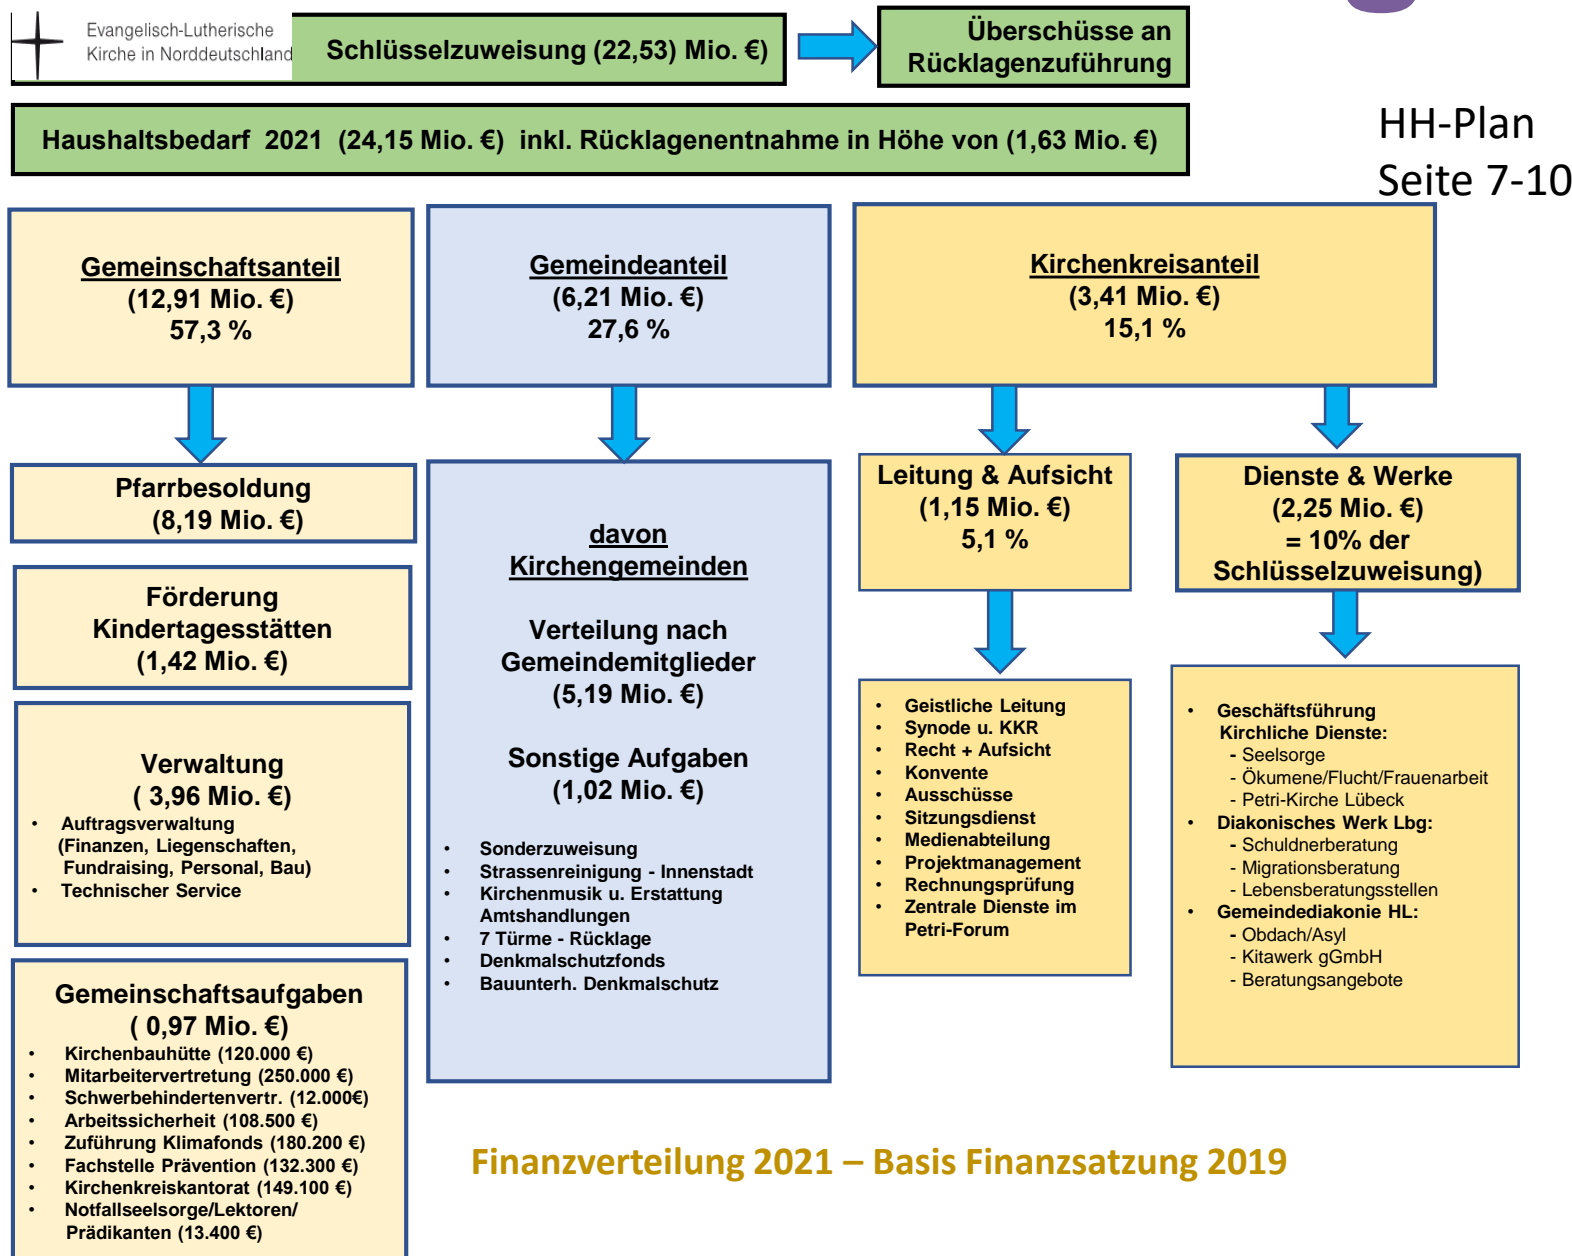 Evangelisch-Lutherische
Kirche in Norddeutschland
Schlüsselzuweisung (22,53) Mio. €)
Überschüsse an
Rücklagenzuführung
Haushaltsbedarf 2021 (24,15 Mio. €) inkl. Rücklagenentnahme in Höhe von (1,63 Mio. €)
HH-Plan
Seite 7-10
Gemeinschaftsanteil
(12,91 Mio. €)
57,3 %
Gemeindeanteil
(6,21 Mio. €)
27,6 %
Kirchenkreisanteil
(3,41 Mio. €)
15,1 %
Pfarrbesoldung
(8,19 Mio. €)
Förderung
Kindertagesstätten
(1,42 Mio. €)
Verwaltung
( 3,96 Mio. €)
• Auftragsverwaltung
(Finanzen, Liegenschaften,
Fundraising, Personal, Bau)
• Technischer Service
Gemeinschaftsaufgaben
( 0,97 Mio. €)
• Kirchenbauhütte (120.000 €)
• Mitarbeitervertretung (250.000 €)
• Schwerbehindertenvertr. (12.000€)
• Arbeitssicherheit (108.500 €)
• Zuführung Klimafonds (180.200 €)
• Fachstelle Prävention (132.300 €)
• Kirchenkreiskantorat (149.100 €)
• Notfallseelsorge/Lektoren/
Prädikanten (13.400 €)
davon
Kirchengemeinden
Verteilung nach
Gemeindemitglieder
(5,19 Mio. €)
Sonstige Aufgaben
(1,02 Mio. €)
• Sonderzuweisung
• Strassenreinigung - Innenstadt
• Kirchenmusik u. Erstattung
Amtshandlungen
• 7 Türme - Rücklage
• Denkmalschutzfonds
• Bauunterh. Denkmalschutz
Leitung & Aufsicht
(1,15 Mio. €)
5,1 %
• Geistliche Leitung
• Synode u. KKR
• Recht + Aufsicht
• Konvente
• Ausschüsse
• Sitzungsdienst
• Medienabteilung
• Projektmanagement
• Rechnungsprüfung
• Zentrale Dienste im
Petri-Forum
Dienste & Werke
(2,25 Mio. €)
= 10% der
Schlüsselzuweisung)
• Geschäftsführung
Kirchliche Dienste:
- Seelsorge
- Ökumene/Flucht/Frauenarbeit
- Petri-Kirche Lübeck
• Diakonisches Werk Lbg:
- Schuldnerberatung
- Migrationsberatung
- Lebensberatungsstellen
• Gemeindediakonie HL:
- Obdach/Asyl
- Kitawerk gGmbH
- Beratungsangebote
Finanzverteilung 2021 – Basis Finanzsatzung 2019